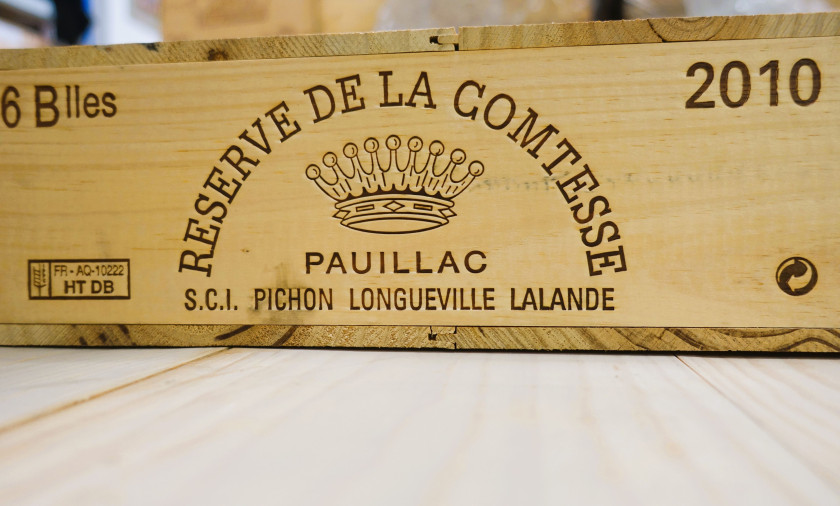 6 Blles
2010
RESERVE DE LA COMTESSE
PAUILLAC
S.C.I. PICHON LONGUEVILLE LALANDE
FR - AQ-10222
HT DB